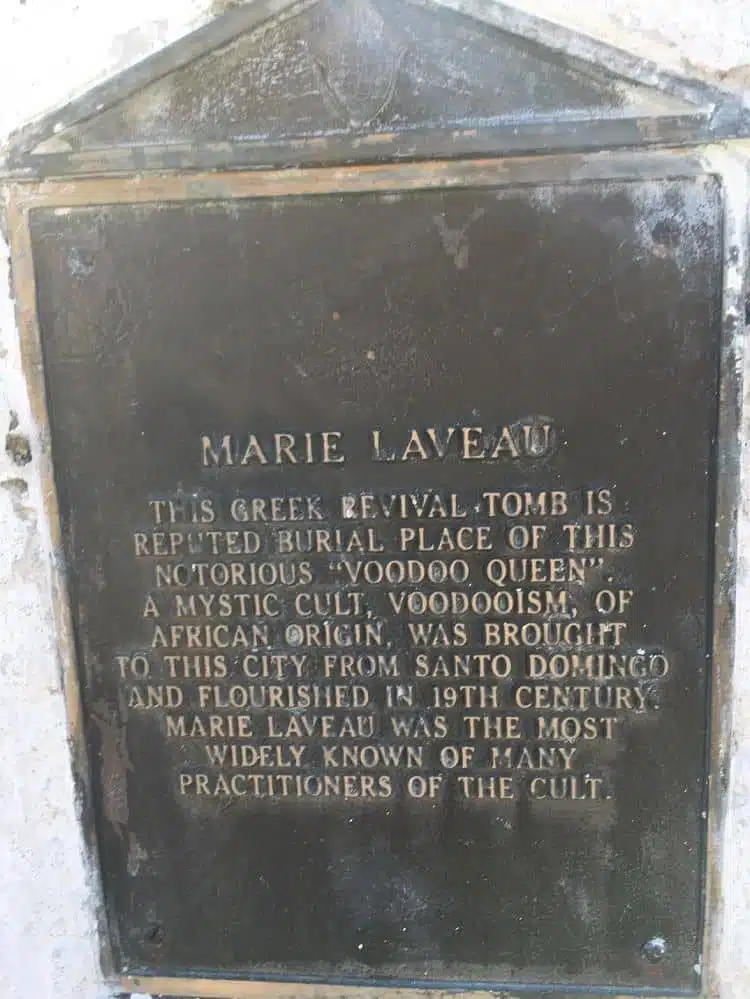 MARIE LAVEAU
THIS GREEK REVIVAL TOMB IS
REPUTED BURIAL PLACE OF THIS
NOTORIOUS "VOODOO QUEEN".
A MYSTIC CULT, VOODOOISM, OF
AFRICAN ORIGIN, WAS BROUGHT
TO THIS CITY FROM SANTO DOMINGO
AND FLOURISHED IN 19TH CENTURY.
MARIE LAVEAU WAS THE MOST
WIDELY KNOWN OF MANY
PRACTITIONERS OF THE CULT.